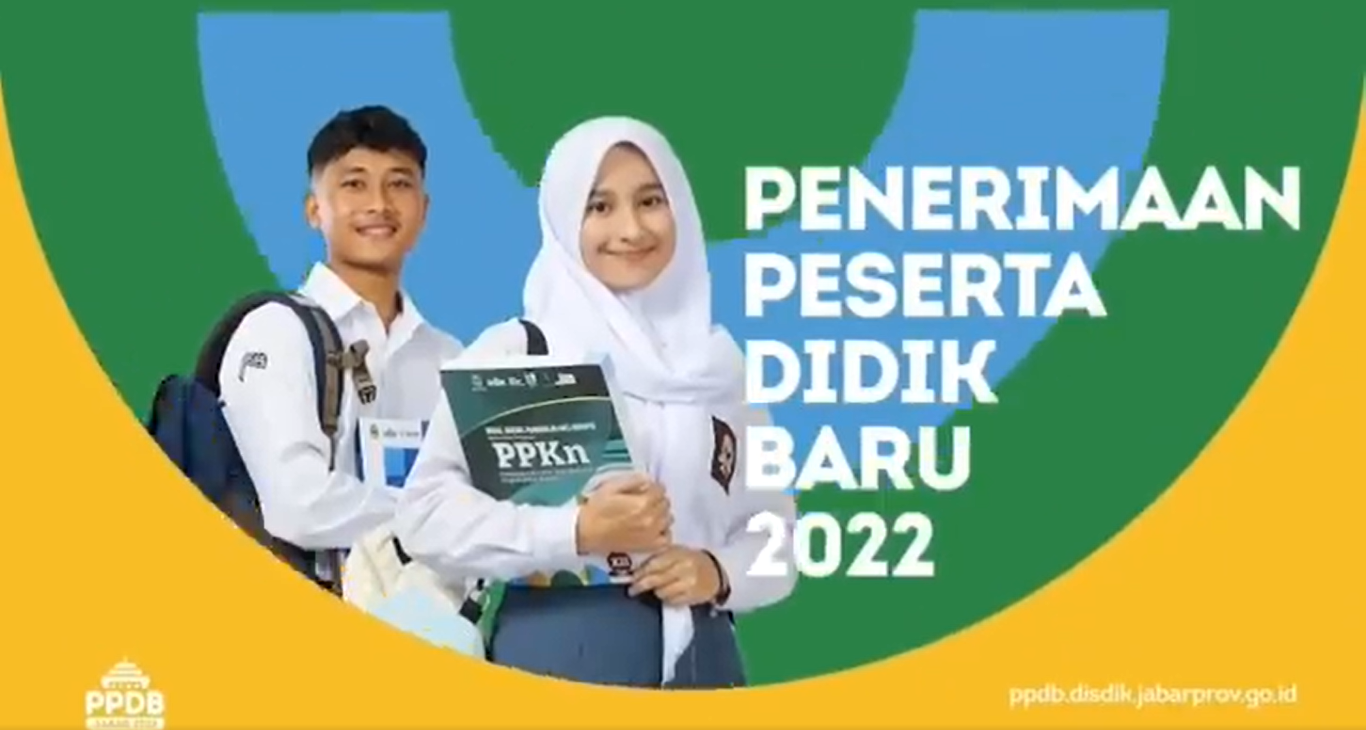 PENERIMAAN
PESERTA
DIDIK
BARU
2022
PPKn
PPDB
ppdb.disdik.jabarprov.go.id